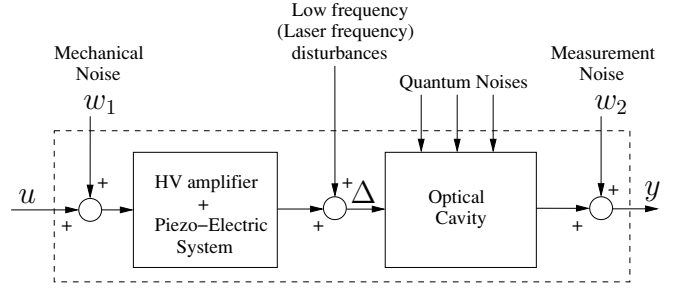 Low frequency
(Laser frequency)
disturbances
Mechanical
Noise
w₁
Measurement
Noise
w₂
Quantum Noises
u
+
+
HV amplifier
+
Piezo−Electric
System
+
+
Δ
Optical
Cavity
+
+
y